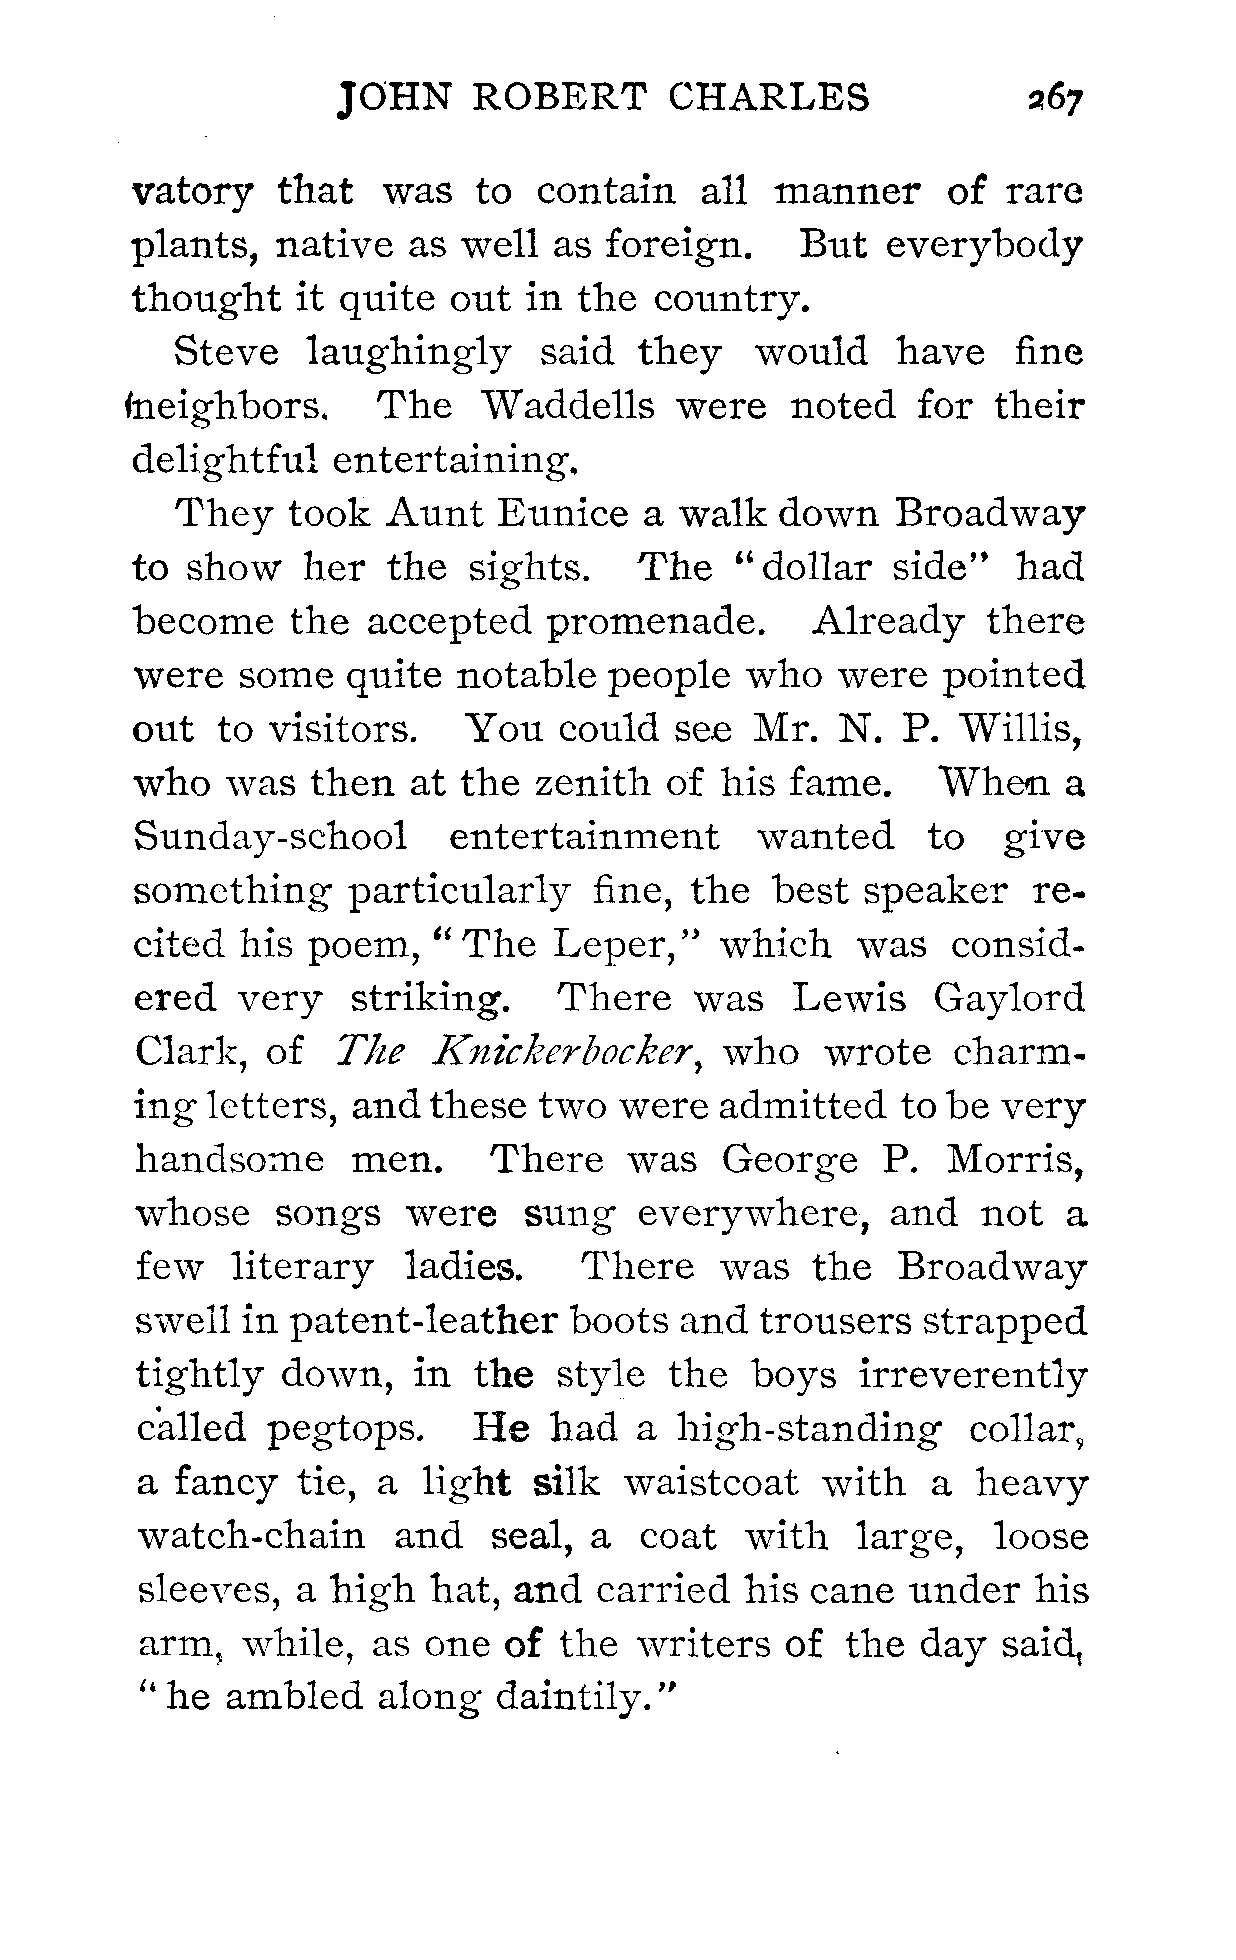 JOHN ROBERT CHARLES 267
vatory that was to contain all manner of rare
plants, native as well as foreign. But everybody
thought it quite out in the country.
Steve laughingly said they would have fine
neighbors. The Waddells were noted for their
delightful entertaining.
They took Aunt Eunice a walk down Broadway
to show her the sights. The “dollar side” had
become the accepted promenade. Already there
were some quite notable people who were pointed
out to visitors. You could see Mr. N. P. Willis,
who was then at the zenith of his fame. When a
Sunday-school entertainment wanted to give
something particularly fine, the best speaker re-
cited his poem, “The Leper,” which was consid-
ered very striking. There was Lewis Gaylord
Clark, of The Knickerbocker, who wrote charm-
ing letters, and these two were admitted to be very
handsome men. There was George P. Morris,
whose songs were sung everywhere, and not a
few literary ladies. There was the Broadway
swell in patent-leather boots and trousers strapped
tightly down, in the style the boys irreverently
called pegtops. He had a high-standing collar,
a fancy tie, a light silk waistcoat with a heavy
watch-chain and seal, a coat with large, loose
sleeves, a high hat, and carried his cane under his
arm, while, as one of the writers of the day said,
“he ambled along daintily.”